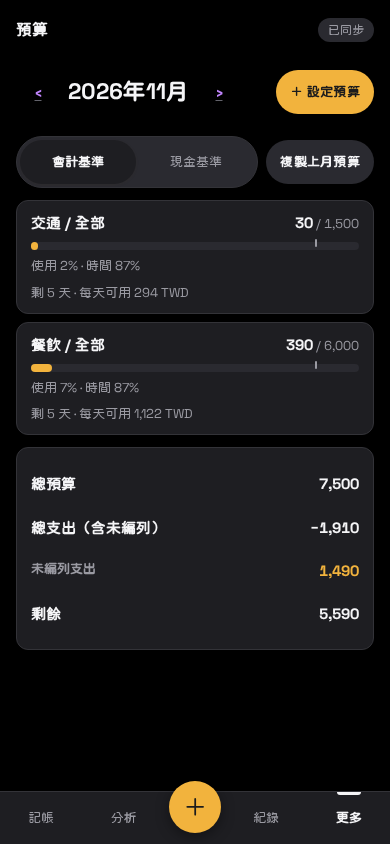 預算
已同步
< 2026年11月 >
+ 設定預算
會計基準 現金基準 複製上月預算
交通 / 全部 30 / 1,500
使用 2% · 時間 87%
剩 5 天 · 每天可用 294 TWD
餐飲 / 全部 390 / 6,000
使用 7% · 時間 87%
剩 5 天 · 每天可用 1,122 TWD
總預算 7,500
總支出（含未編列） -1,910
未編列支出 1,490
剩餘 5,590
+
記帳 分析 紀錄 更多